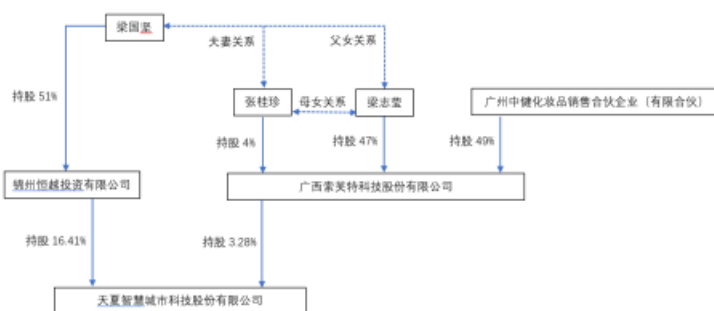 梁国坚
夫妻关系
父女关系
持股 51%
张桂珍
母女关系
梁志莹
广州中健化妆品销售合伙企业（有限合伙）
持股 4%
持股 47%
持股 49%
锦州恒越投资有限公司
广西索芙特科技股份有限公司
持股 16.41%
持股 3.28%
天夏智慧城市科技股份有限公司